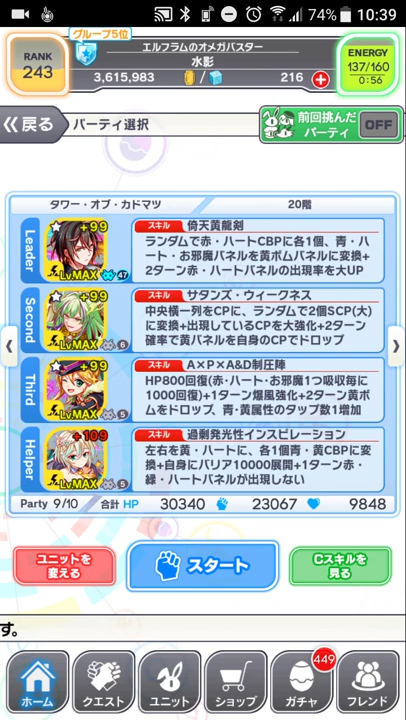 74% 10:39
グループ5位
RANK
243
エルフラムのオメガバスター
水影
3,615,983 / 216
ENERGY
137/160
0:56
戻る パーティ選択
前回挑んだ
パーティ
OFF
タワー・オブ・カドマツ 20階
Leader
+99
Lv.MAX 47
スキル 倚天黄龍剣
ランダムで赤・ハートCBPに各1個、青・ハ
ート・お邪魔パネルを黄ボムパネルに変換+
2ターン赤・ハートパネルの出現率を大UP
Second
+99
Lv.MAX 6
スキル サタンズ・ウィークネス
中央横一列をCPに、ランダムで2個SCP(大)
に変換+出現しているCPを大強化+2ターン
確率で黄パネルを自身のCPでドロップ
Third
+99
Lv.MAX 5
スキル A×P×A&D制圧陣
HP800回復(赤・ハート・お邪魔1つ吸収毎に
1000回復)+1ターン爆風強化+2ターン黄ボ
ムをドロップ、青・黄属性のタップ数1増加
Helper
+109
Lv.MAX 5
スキル 過剰発光性インスピレーション
左右を黄・ハートに、各1個青・黄CBPに変
換+自身にバリア10000展開+1ターン赤・
緑・ハートパネルが出現しない
Party 9/10 合計 HP 30340 23067 9848
ユニットを
変える
スタート
Cスキルを
見る
す。
449
ホーム クエスト ユニット ショップ ガチャ フレンド